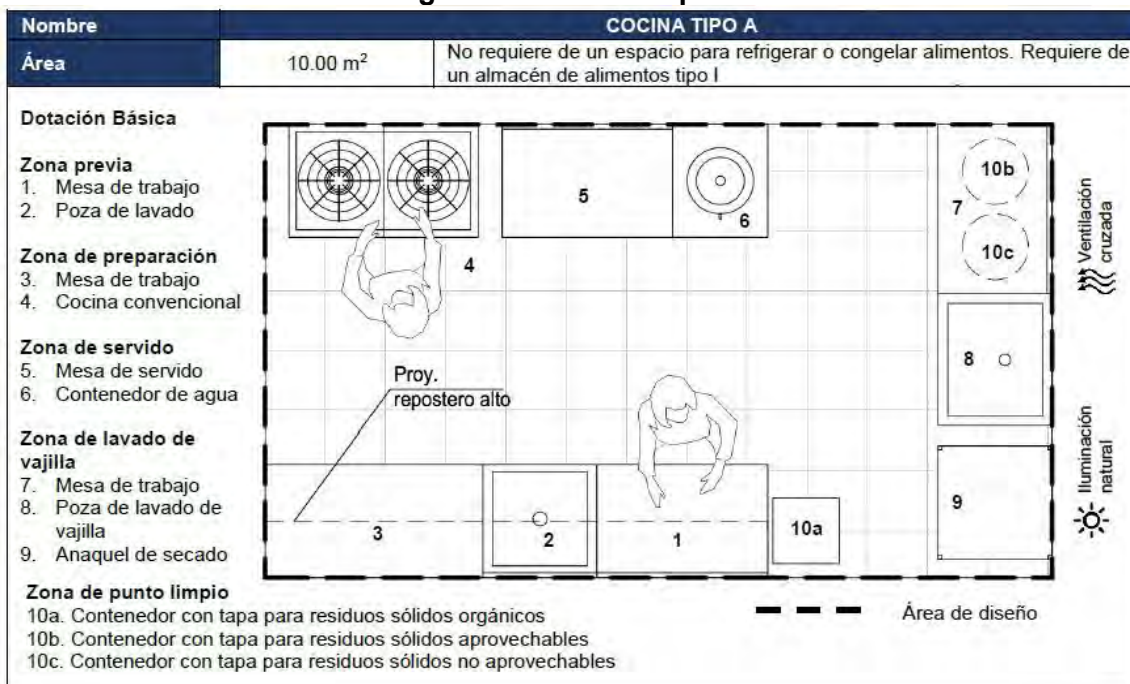 Nombre COCINA TIPO A
Área 10.00 m² No requiere de un espacio para refrigerar o congelar alimentos. Requiere de
un almacén de alimentos tipo I
Dotación Básica
Zona previa
1. Mesa de trabajo
2. Poza de lavado
Zona de preparación
3. Mesa de trabajo
4. Cocina convencional
Zona de servido
5. Mesa de servido
6. Contenedor de agua
Zona de lavado de
vajilla
7. Mesa de trabajo
8. Poza de lavado de
vajilla
9. Anaquel de secado
4
5
6
7
10b
10c
8
9
Proy.
repostero alto
3
2
1
10a
Ventilación
cruzada
Iluminación
natural
Zona de punto limpio
10a. Contenedor con tapa para residuos sólidos orgánicos
10b. Contenedor con tapa para residuos sólidos aprovechables
10c. Contenedor con tapa para residuos sólidos no aprovechables
Área de diseño